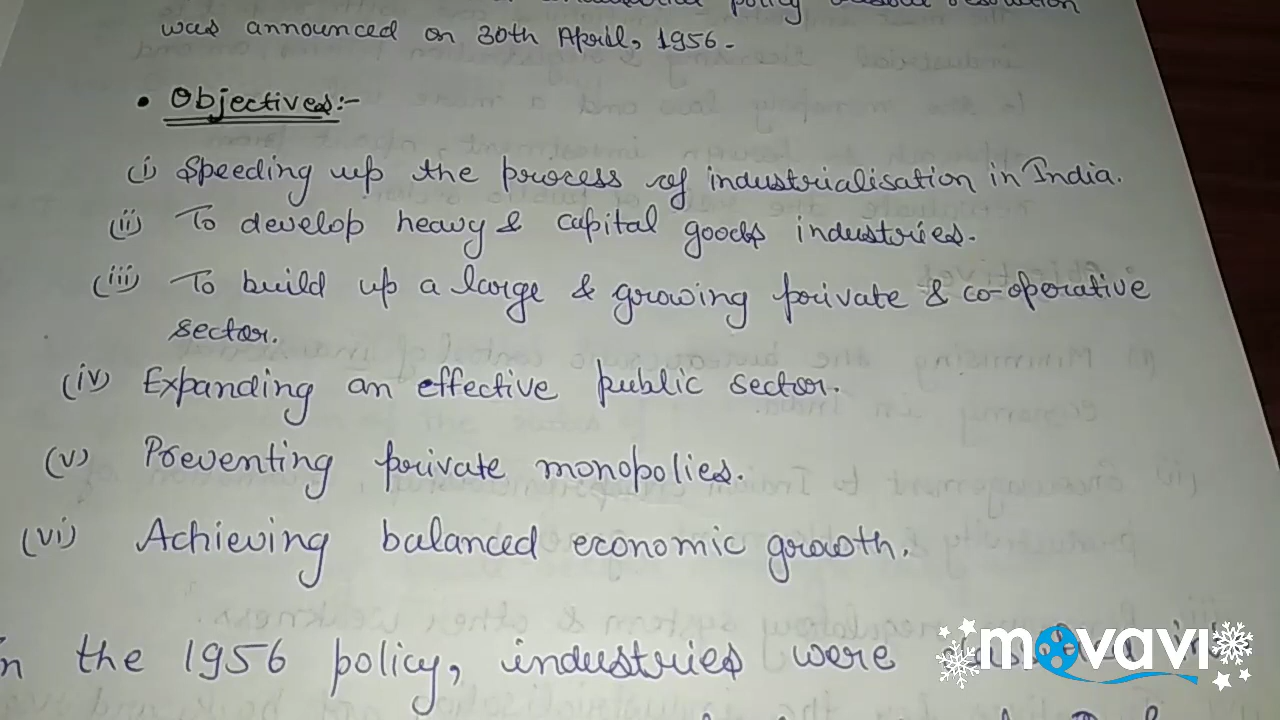 policy
was announced on 30th April, 1956.
• Objectives:-
(i) Speeding up the process of industrialisation in India.
(ii) To develop heavy & capital goods industries.
(iii) To build up a large & growing private & co-operative
sector.
(iv) Expanding an effective public sector.
(v) Preventing private monopolies.
(vi) Achieving balanced economic growth.
the 1956 policy, industries were
movavi